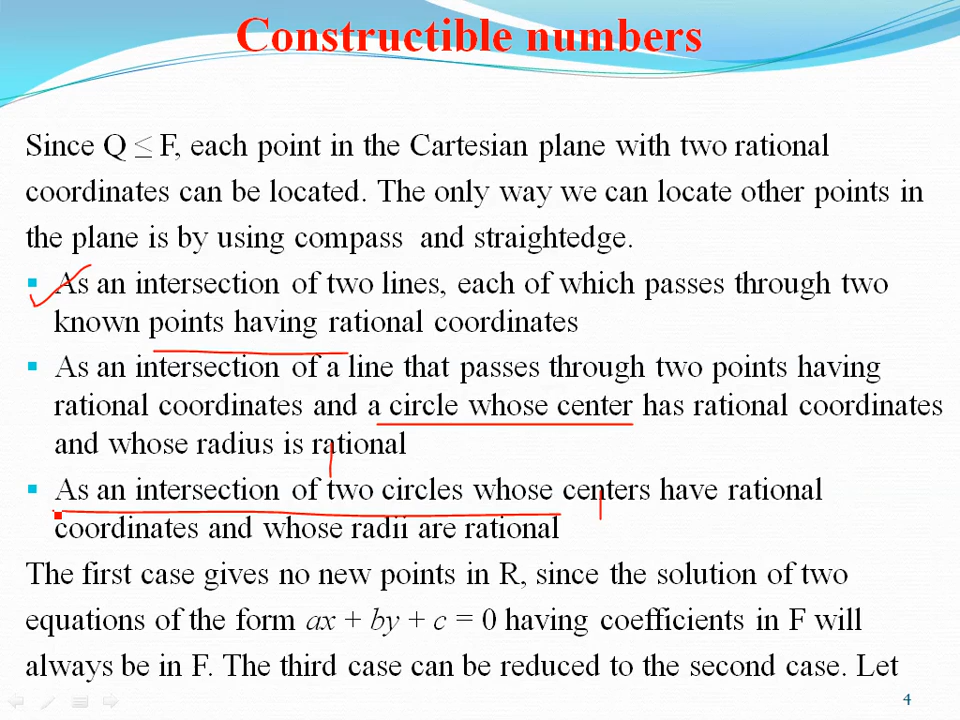 Constructible numbers
Since Q ≤ F, each point in the Cartesian plane with two rational
coordinates can be located. The only way we can locate other points in
the plane is by using compass and straightedge.
▪ As an intersection of two lines, each of which passes through two
known points having rational coordinates
▪ As an intersection of a line that passes through two points having
rational coordinates and a circle whose center has rational coordinates
and whose radius is rational
▪ As an intersection of two circles whose centers have rational
coordinates and whose radii are rational
The first case gives no new points in R, since the solution of two
equations of the form ax + by + c = 0 having coefficients in F will
always be in F. The third case can be reduced to the second case. Let
4